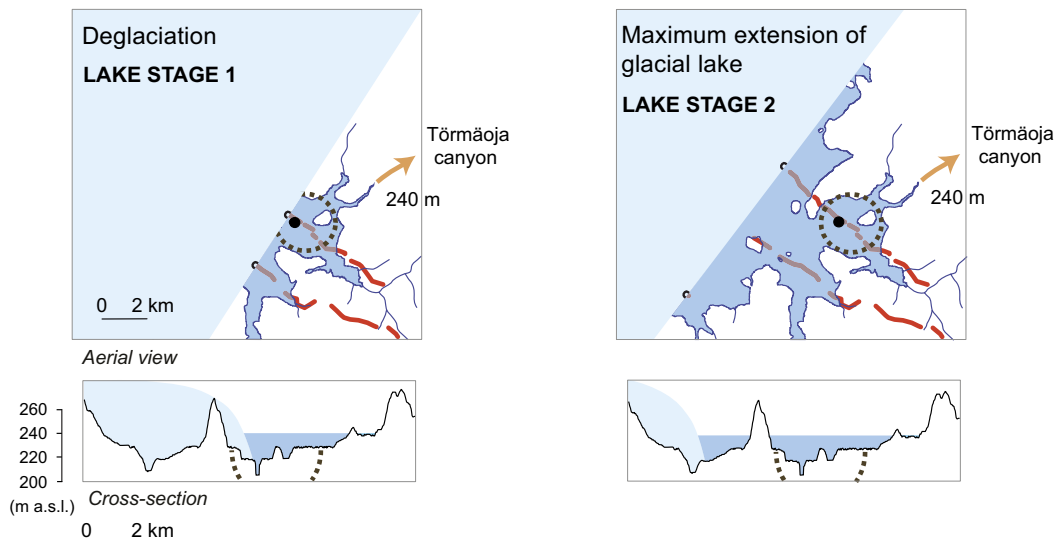 Deglaciation
LAKE STAGE 1
Törmäoja
canyon
240 m
0 2 km
Aerial view
Maximum extension of
glacial lake
LAKE STAGE 2
Törmäoja
canyon
240 m
260
240
220
200
(m a.s.l.)
Cross-section
0 2 km